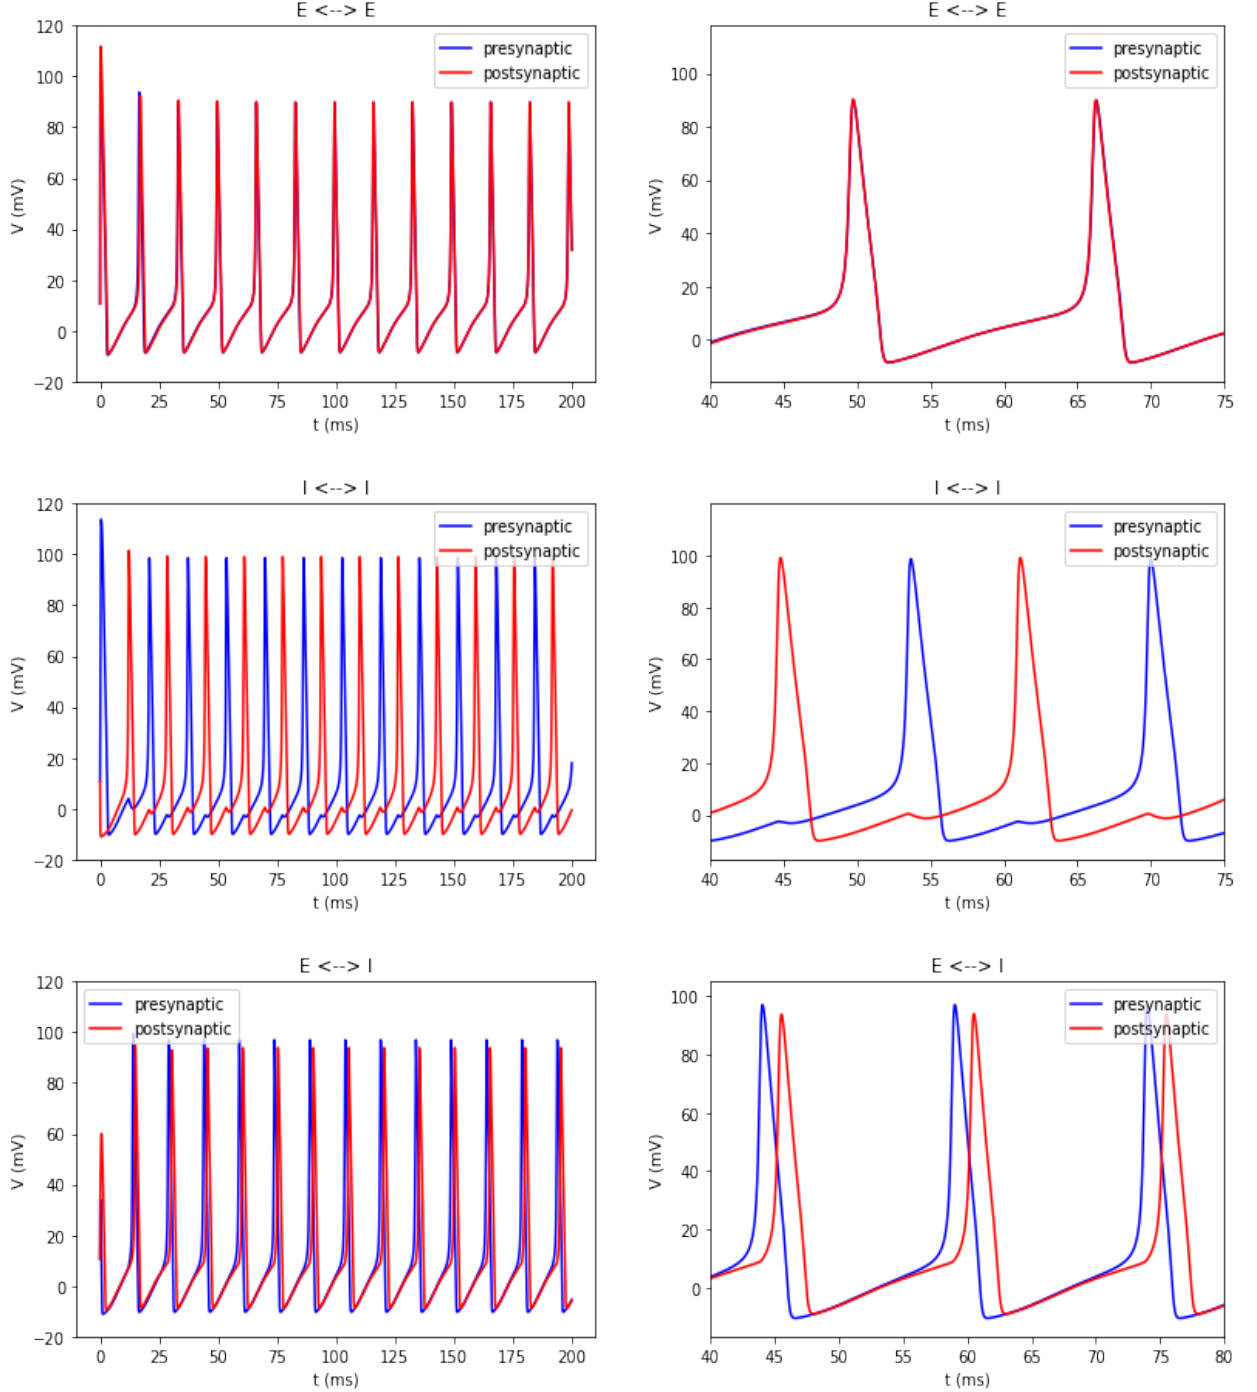 E <--> E
120
100
80
60
40
20
0
−20
V (mV)
presynaptic
postsynaptic
0 25 50 75 100 125 150 175 200
t (ms)
E <--> E
100
80
60
40
20
0
V (mV)
presynaptic
postsynaptic
40 45 50 55 60 65 70 75
t (ms)
I <--> I
120
100
80
60
40
20
0
−20
V (mV)
presynaptic
postsynaptic
0 25 50 75 100 125 150 175 200
t (ms)
I <--> I
100
80
60
40
20
0
V (mV)
presynaptic
postsynaptic
40 45 50 55 60 65 70 75
t (ms)
E <--> I
120
100
80
60
40
20
0
−20
V (mV)
presynaptic
postsynaptic
0 25 50 75 100 125 150 175 200
t (ms)
E <--> I
100
80
60
40
20
0
V (mV)
presynaptic
postsynaptic
40 45 50 55 60 65 70 75 80
t (ms)